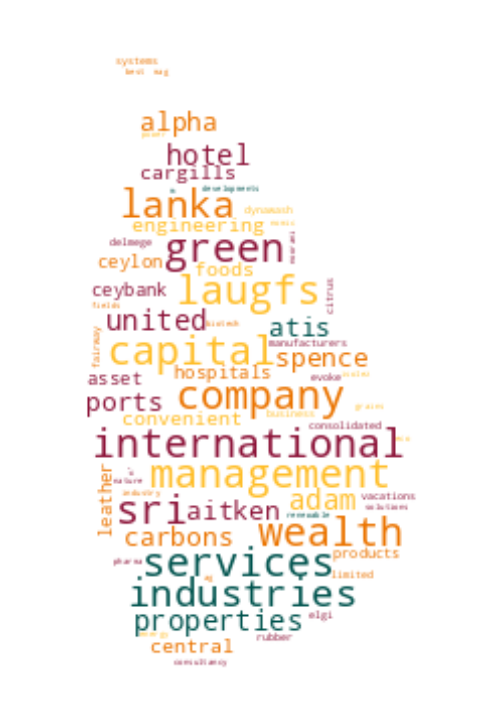 systems
best mag
alpha
power
hotel
cargills
developments
lanka
dynawash
engineering
delmege
green
ceylon
foods
ceybank
laugfs
citrus
fields
united
biotech
atis
fairway
manufacturers
capital
spence
hospitals
asset
evoke
ports
company
grains
convenient
business
consolidated
international
management
leather
nature
industry
adam
vacations
solutions
sri
aitken
renewable
wealth
carbons
products
pharma
services
limited
ag
industries
properties
elgi
energy
rubber
central
consultancy